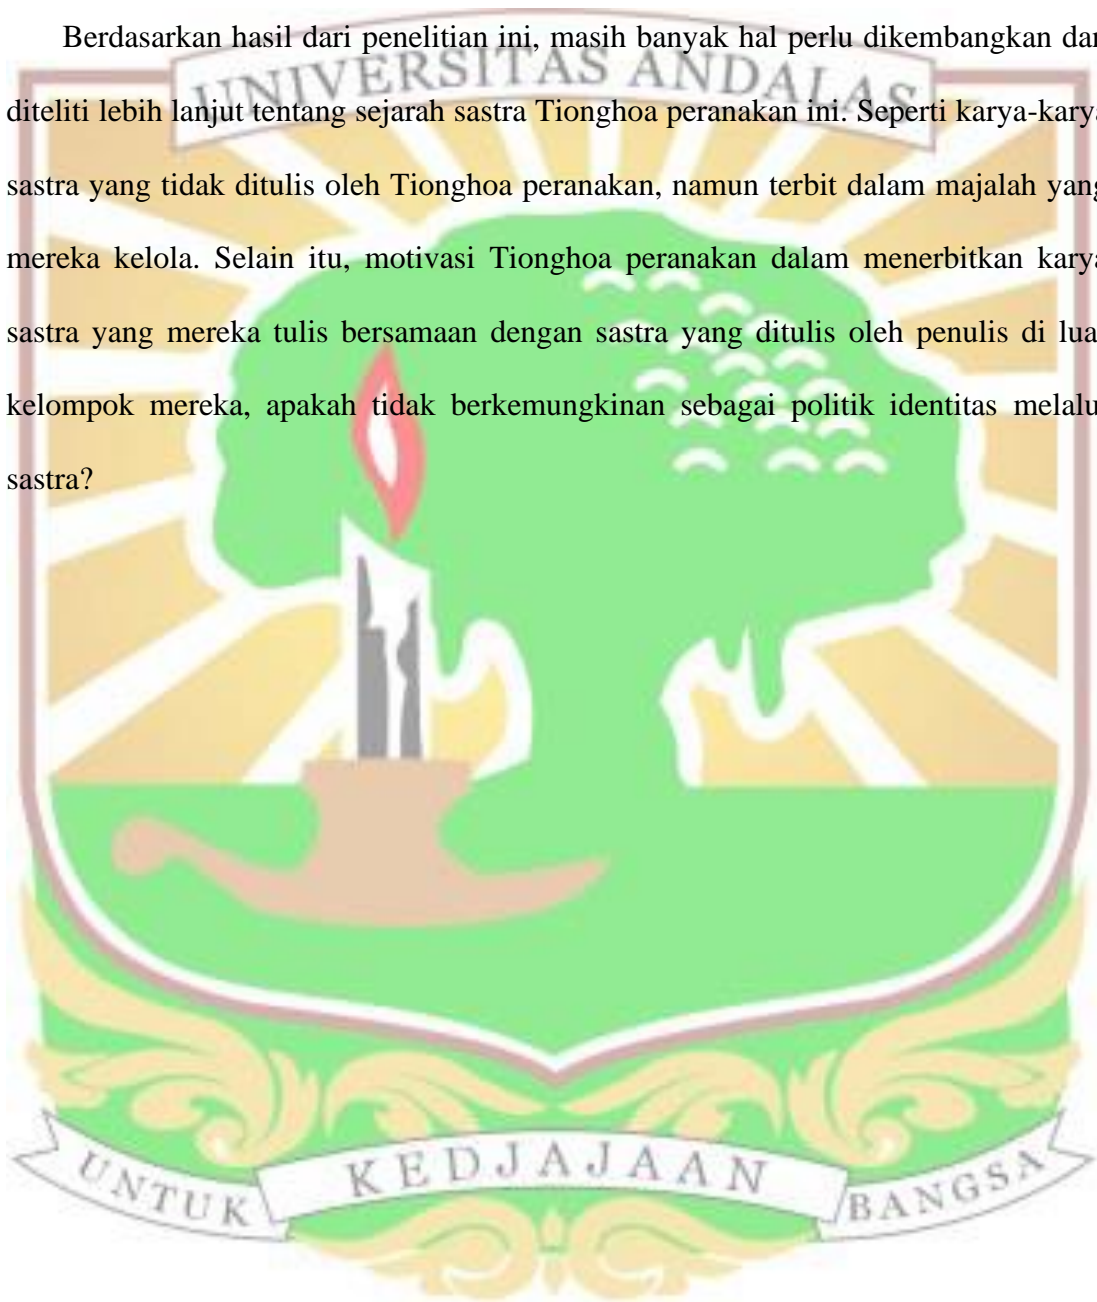 Berdasarkan hasil dari penelitian ini, masih banyak hal perlu dikembangkan dan
UNIVERSITAS ANDALAS
diteliti lebih lanjut tentang sejarah sastra Tionghoa peranakan ini. Seperti karya-karya
sastra yang tidak ditulis oleh Tionghoa peranakan, namun terbit dalam majalah yang
mereka kelola. Selain itu, motivasi Tionghoa peranakan dalam menerbitkan karya
sastra yang mereka tulis bersamaan dengan sastra yang ditulis oleh penulis di lua
kelompok mereka, apakah tidak berkemungkinan sebagai politik identitas melalu
sastra?
UNTUK KEDJAJAAN BANGSA